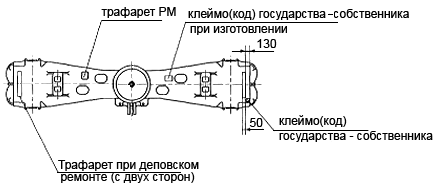 трафарет РМ
клеймо(код) государства -собственника
при изготовлении
130
50
клеймо(код)
государства - собственника
Трафарет при деповском
ремонте (с двух сторон)